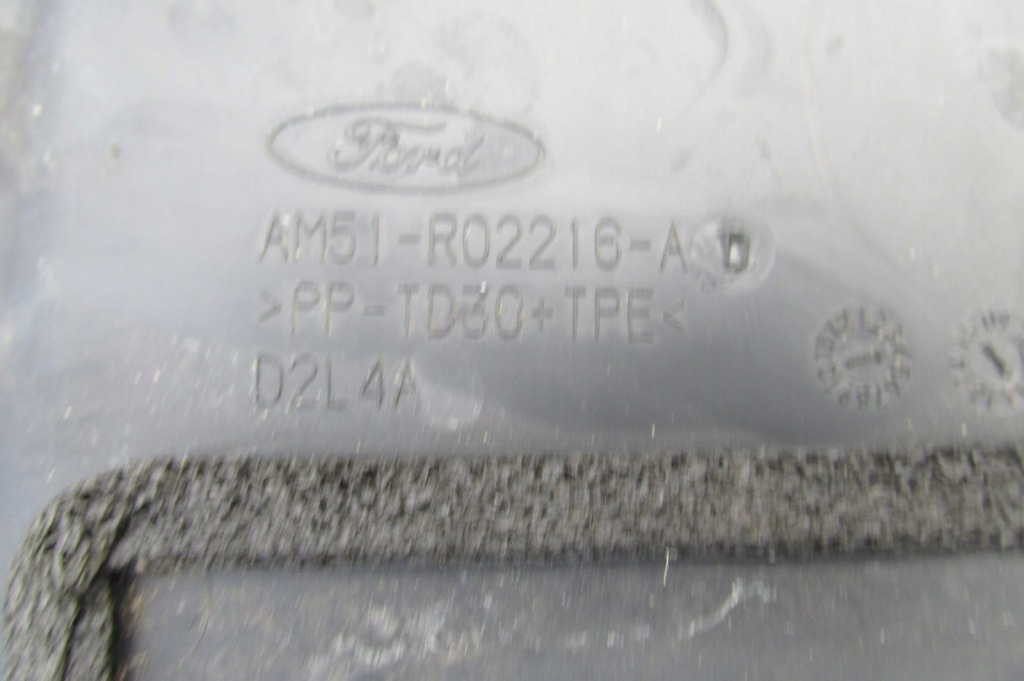 Ford
AM51-R02216-AD
>PP-TD30+TPE<
D2L4A